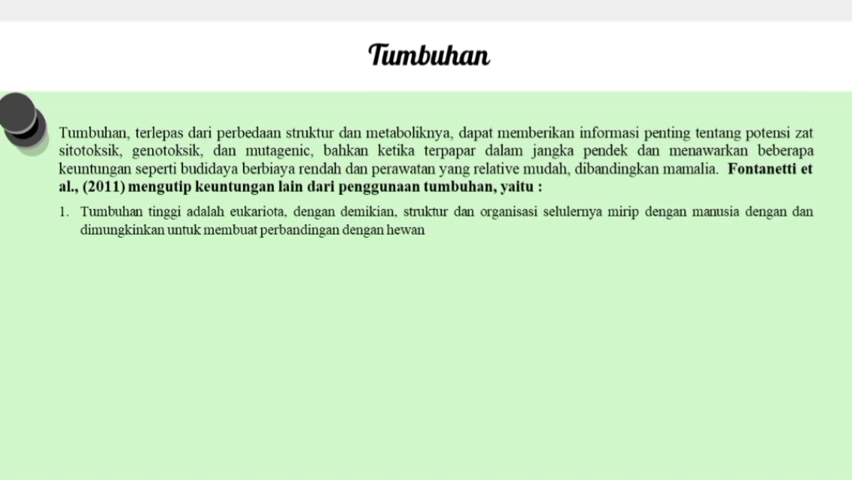 Tumbuhan
Tumbuhan, terlepas dari perbedaan struktur dan metaboliknya, dapat memberikan informasi penting tentang potensi zat
sitotoksik, genotoksik, dan mutagenic, bahkan ketika terpapar dalam jangka pendek dan menawarkan beberapa
keuntungan seperti budidaya berbiaya rendah dan perawatan yang relative mudah, dibandingkan mamalia. Fontanetti et
al., (2011) mengutip keuntungan lain dari penggunaan tumbuhan, yaitu :
1. Tumbuhan tinggi adalah eukariota, dengan demikian, struktur dan organisasi selulernya mirip dengan manusia dengan dan
dimungkinkan untuk membuat perbandingan dengan hewan